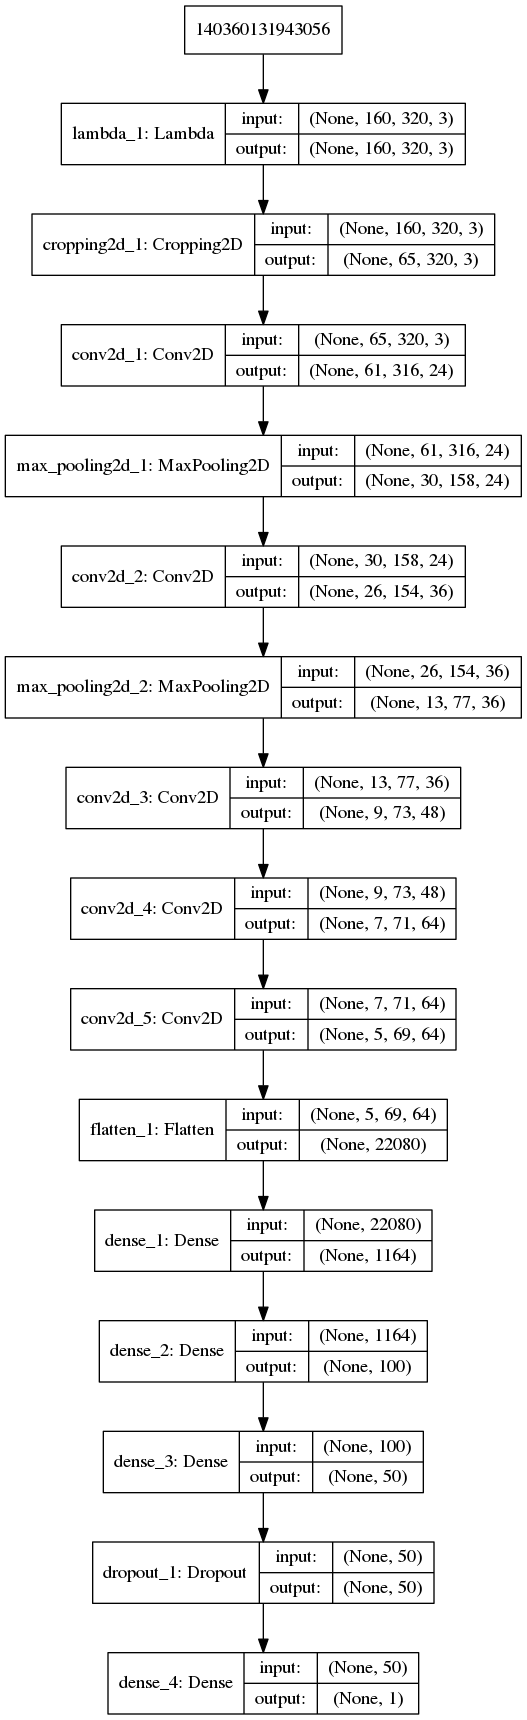 140360131943056
lambda_1: Lambda
input:
(None, 160, 320, 3)
output:
(None, 160, 320, 3)
cropping2d_1: Cropping2D
input:
(None, 160, 320, 3)
output:
(None, 65, 320, 3)
conv2d_1: Conv2D
input:
(None, 65, 320, 3)
output:
(None, 61, 316, 24)
max_pooling2d_1: MaxPooling2D
input:
(None, 61, 316, 24)
output:
(None, 30, 158, 24)
conv2d_2: Conv2D
input:
(None, 30, 158, 24)
output:
(None, 26, 154, 36)
max_pooling2d_2: MaxPooling2D
input:
(None, 26, 154, 36)
output:
(None, 13, 77, 36)
conv2d_3: Conv2D
input:
(None, 13, 77, 36)
output:
(None, 9, 73, 48)
conv2d_4: Conv2D
input:
(None, 9, 73, 48)
output:
(None, 7, 71, 64)
conv2d_5: Conv2D
input:
(None, 7, 71, 64)
output:
(None, 5, 69, 64)
flatten_1: Flatten
input:
(None, 5, 69, 64)
output:
(None, 22080)
dense_1: Dense
input:
(None, 22080)
output:
(None, 1164)
dense_2: Dense
input:
(None, 1164)
output:
(None, 100)
dense_3: Dense
input:
(None, 100)
output:
(None, 50)
dropout_1: Dropout
input:
(None, 50)
output:
(None, 50)
dense_4: Dense
input:
(None, 50)
output:
(None, 1)